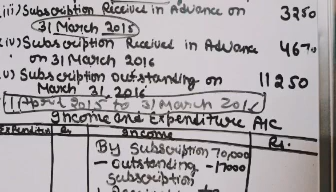 iii) Subscription Received in Advance on 3250
31 March 2015
iv) Subscription Received in Advance 4670
on 31 March 2016
v) Subscription outstanding on 11250
March 31, 2016
1 April 2015 to 31 March 2016
Income and Expenditure A/C
Expenditure Rs Income Rs.
By Subscription 70,000
- outstanding - 17000
subscription